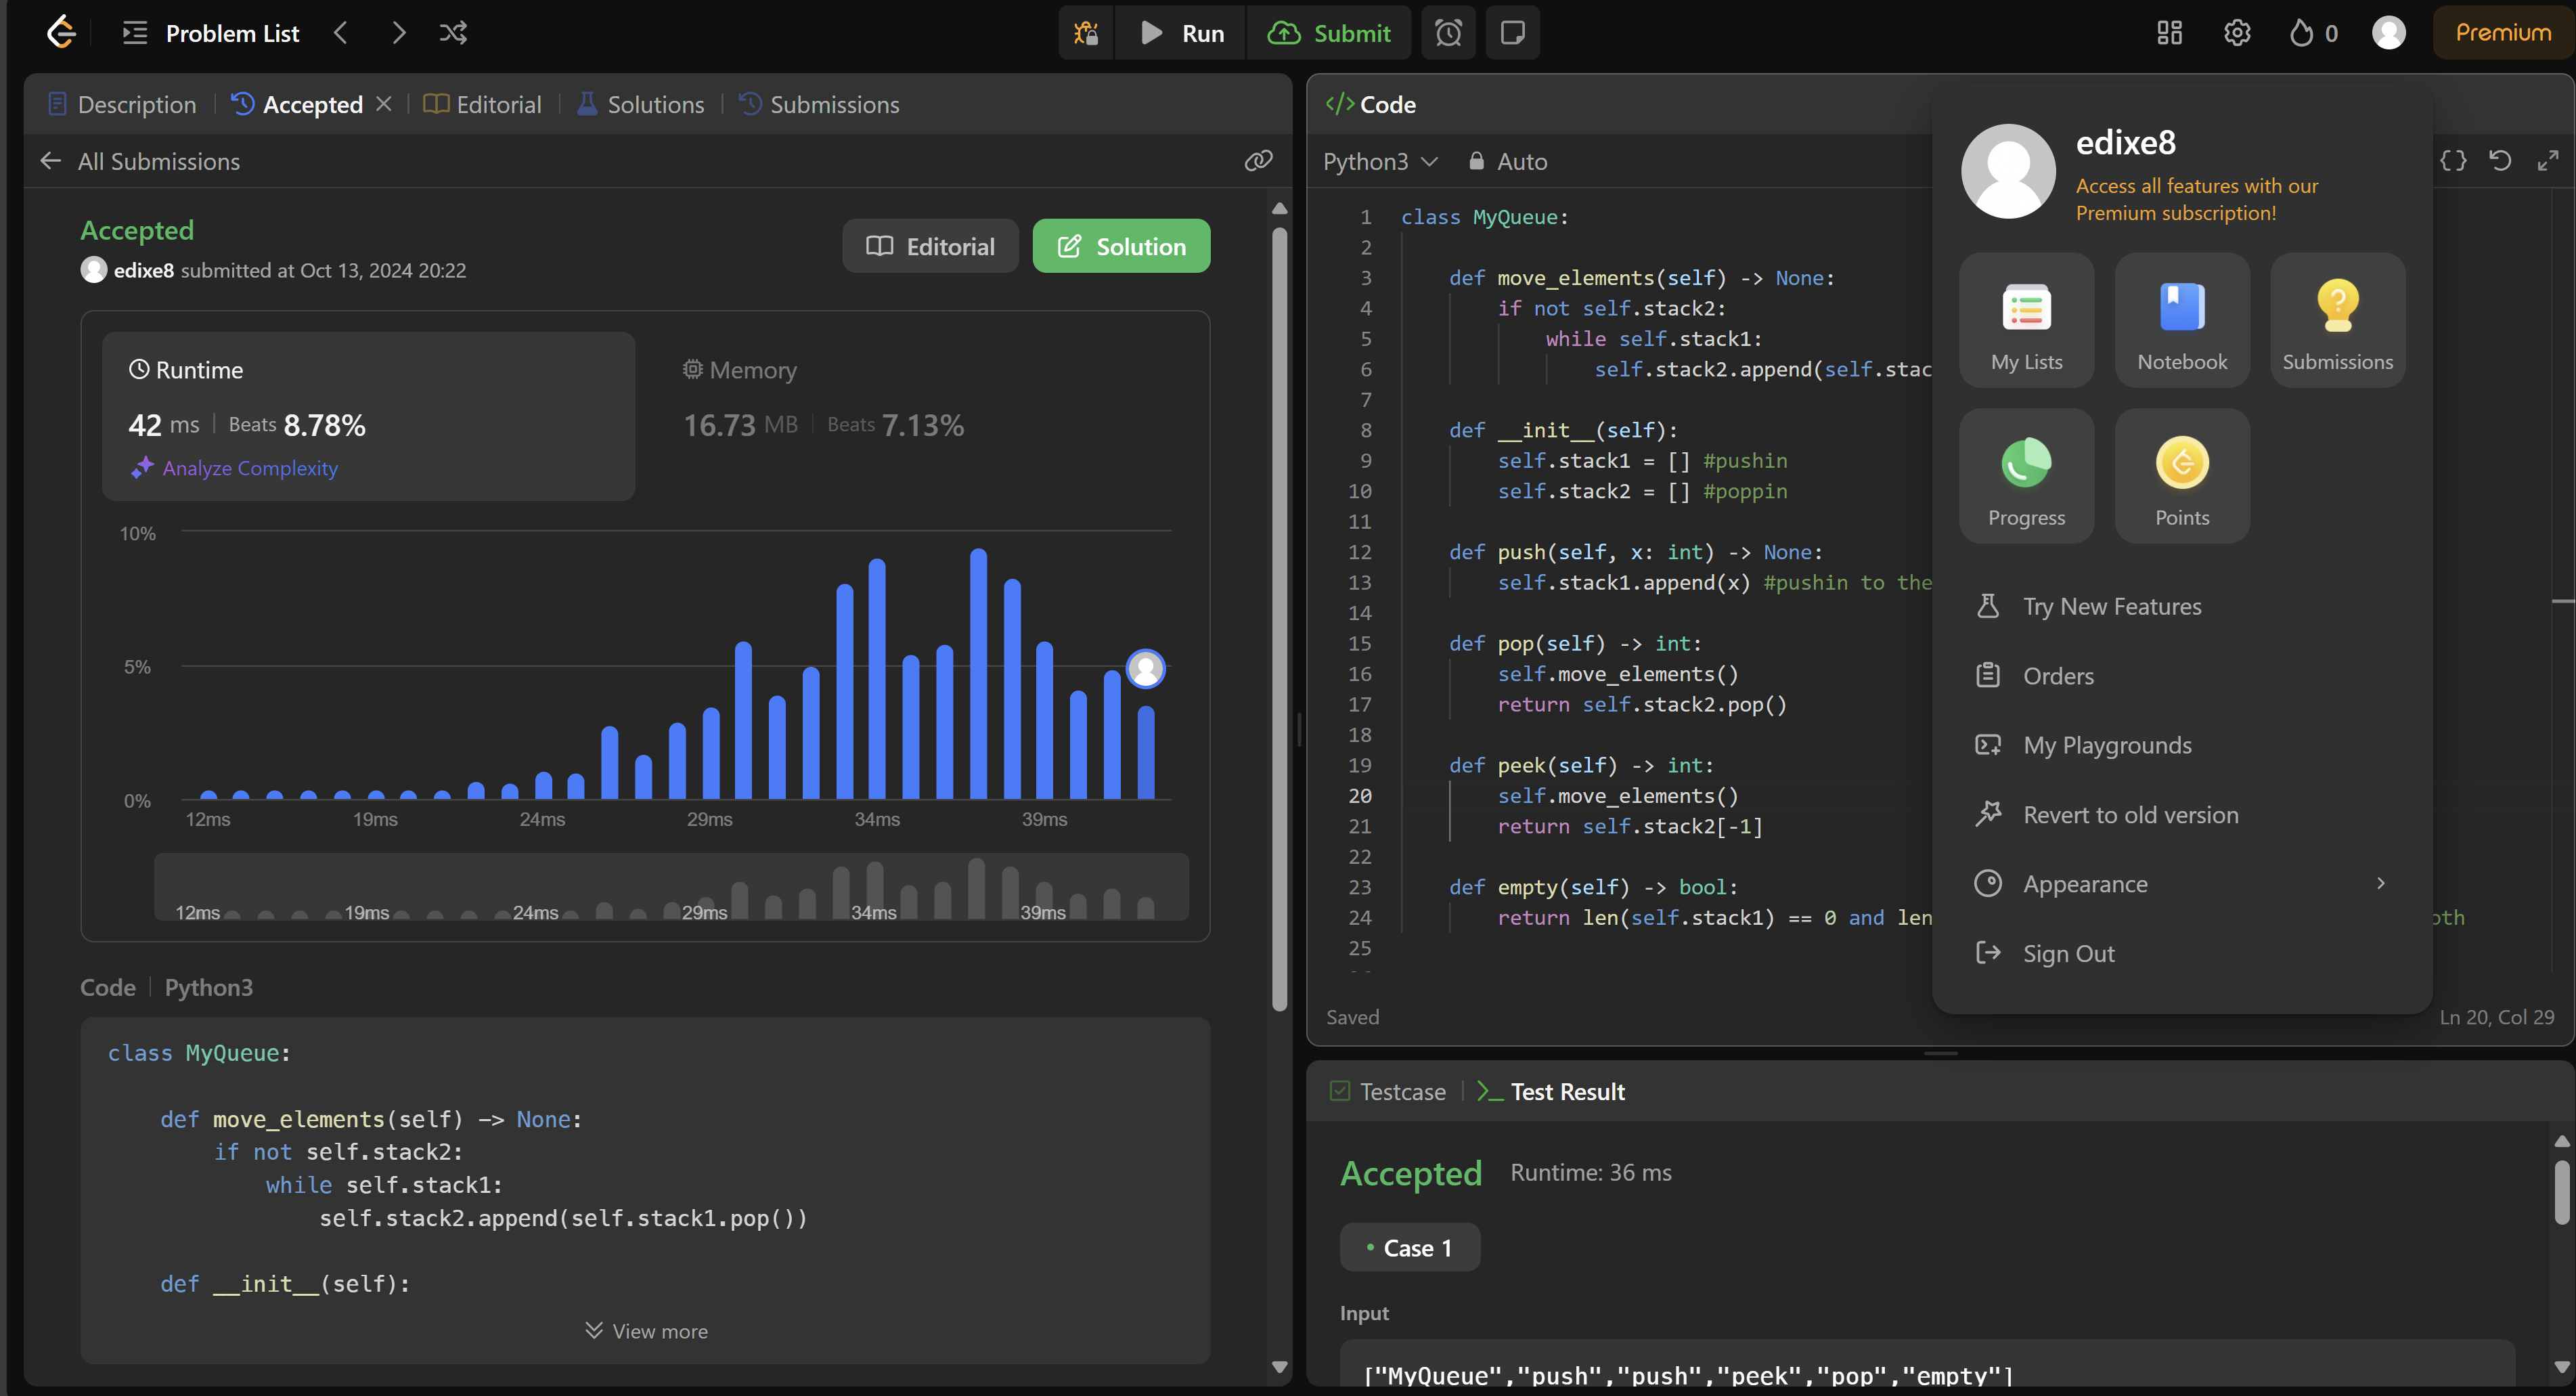 Problem List
Run
Submit
0
Premium
Description
Accepted
Editorial
Solutions
Submissions
All Submissions
Accepted
edixe8 submitted at Oct 13, 2024 20:22
Editorial
Solution
Runtime
42 ms
Beats 8.78%
Analyze Complexity
Memory
16.73 MB
Beats 7.13%
10%
5%
0%
12ms 19ms 24ms 29ms 34ms 39ms
12ms 19ms 24ms 29ms 34ms 39ms
Code
Python3
class MyQueue:
def move_elements(self) -> None:
if not self.stack2:
while self.stack1:
self.stack2.append(self.stack1.pop())
def __init__(self):
View more
Code
Python3
Auto
1 class MyQueue:
2
3 def move_elements(self) -> None:
4 if not self.stack2:
5 while self.stack1:
6 self.stack2.append(self.stac
7
8 def __init__(self):
9 self.stack1 = [] #pushin
10 self.stack2 = [] #poppin
11
12 def push(self, x: int) -> None:
13 self.stack1.append(x) #pushin to the
14
15 def pop(self) -> int:
16 self.move_elements()
17 return self.stack2.pop()
18
19 def peek(self) -> int:
20 self.move_elements()
21 return self.stack2[-1]
22
23 def empty(self) -> bool:
24 return len(self.stack1) == 0 and len
25
Saved
Ln 20, Col 29
edixe8
Access all features with our
Premium subscription!
My Lists
Notebook
Submissions
Progress
Points
Try New Features
Orders
My Playgrounds
Revert to old version
Appearance
Sign Out
Testcase
Test Result
Accepted
Runtime: 36 ms
Case 1
Input
["MyQueue","push","push","peek","pop","empty"]